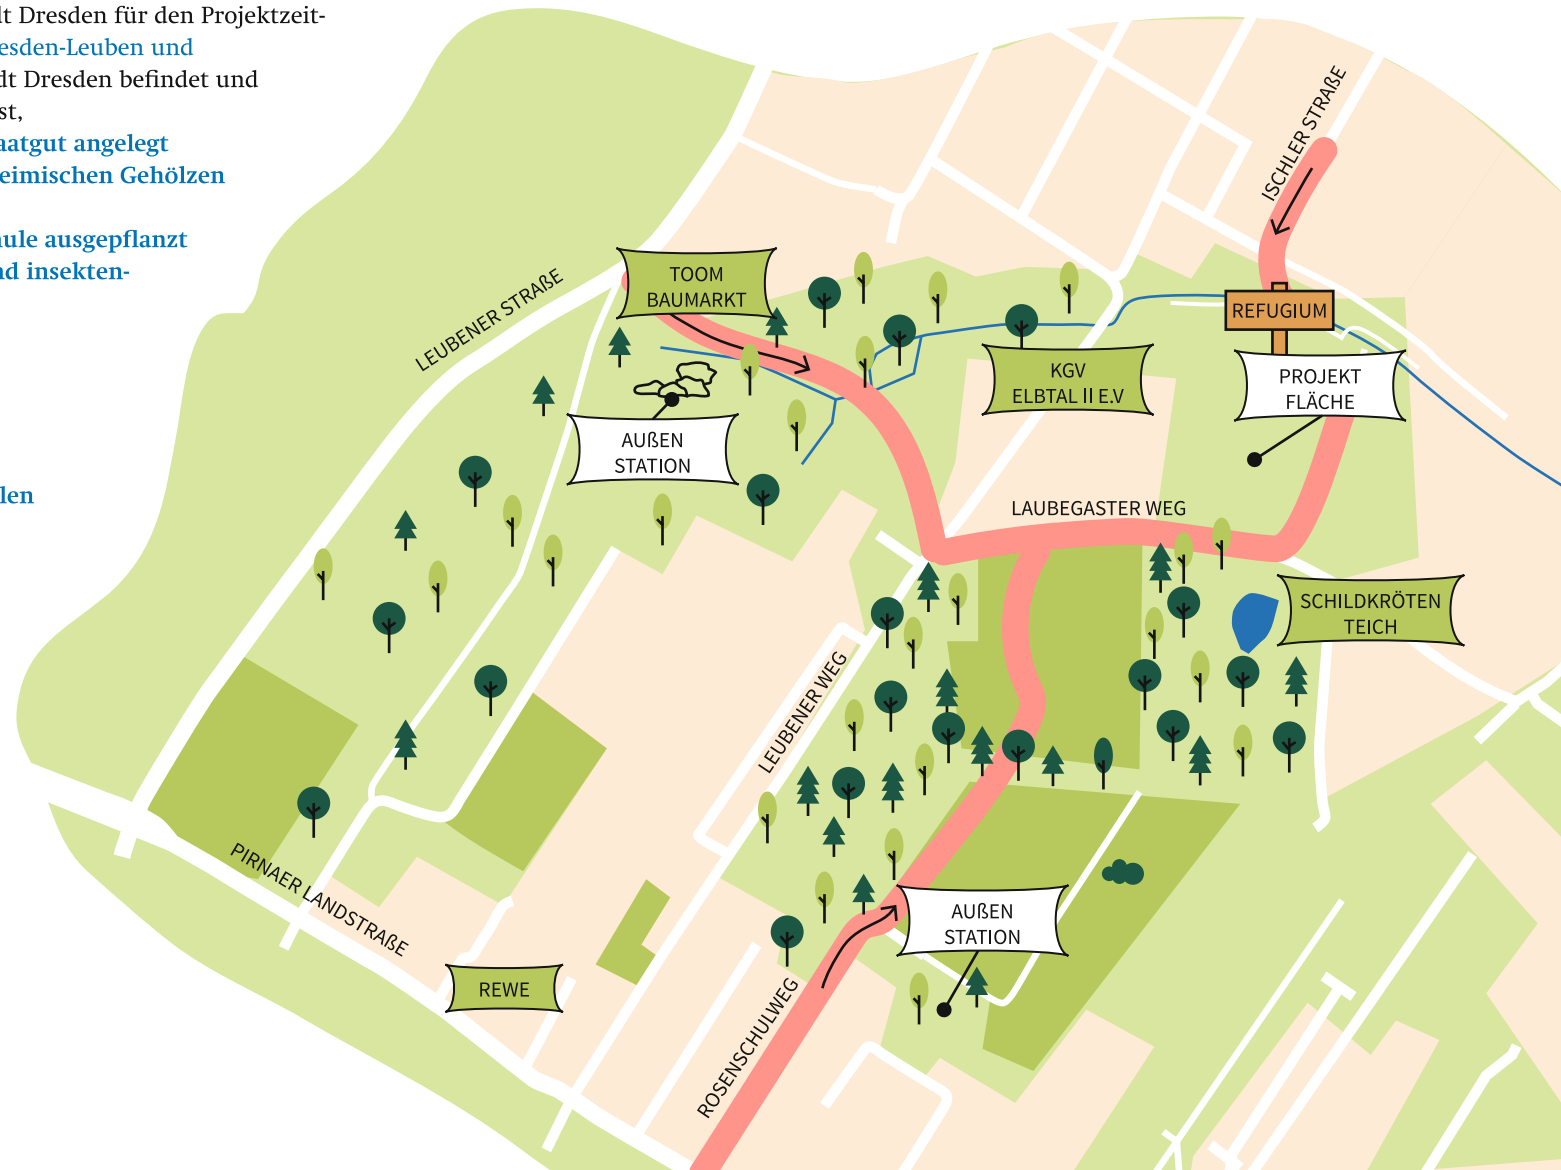 lt Dresden für den Projektzeit-
esden-Leuben und
dt Dresden befindet und
st,
aatgut angelegt
eimischen Gehölzen
ule ausgepflanzt
nd insekten-
len
ISCHLER STRAßE
LEUBENER STRAßE
TOOM
BAUMARKT
REFUGIUM
KGV
ELBTAL II E.V
PROJEKT
FLÄCHE
AUßEN
STATION
LAUBEGASTER WEG
SCHILDKRÖTEN
TEICH
LEUBENER WEG
PIRNAER LANDSTRAßE
AUßEN
STATION
REWE
ROSENSCHULWEG